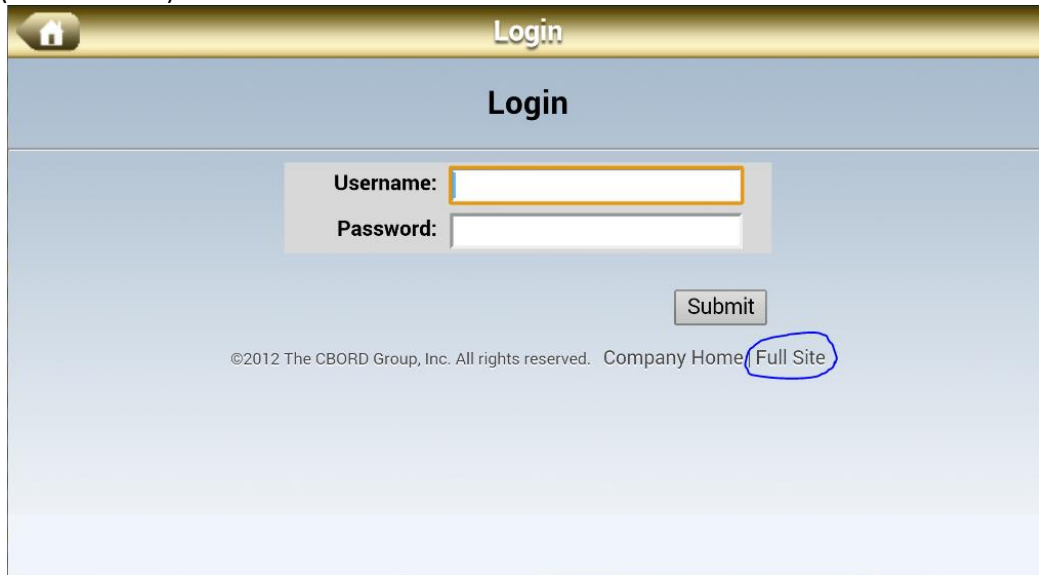 Login
Login
Username:
Password:
Submit
©2012 The CBORD Group, Inc. All rights reserved. Company Home | Full Site